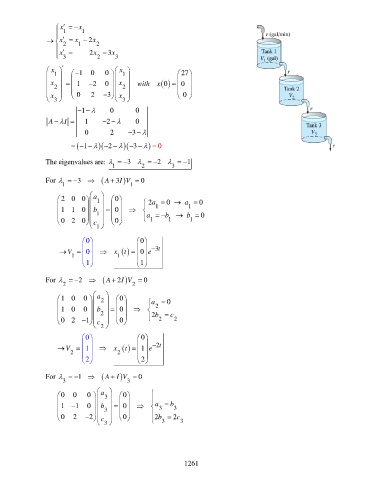 { x′₁ = −x₁
→ { x′₂ = x₁ − 2x₂
{ x′₃ = 2x₂ − 3x₃
r (gal/min)
Tank 1
V₁ (gal)
r
Tank 2
V₂
r
Tank 3
V₃
r
( x₁ )′ ( −1 0 0 ) ( x₁ ) ( 27 )
( x₂ ) = ( 1 −2 0 ) ( x₂ ) with x(0) = ( 0 )
( x₃ ) ( 0 2 −3 ) ( x₃ ) ( 0 )
| −1−λ 0 0 |
|A − λI| = | 1 −2−λ 0 |
| 0 2 −3−λ |
= (−1−λ)(−2−λ)(−3−λ) = 0
The eigenvalues are: λ₁ = −3 λ₂ = −2 λ₃ = −1
For λ₁ = −3 ⇒ (A + 3I)V₁ = 0
( 2 0 0 ) ( a₁ ) ( 0 ) { 2a₁ = 0 → a₁ = 0
( 1 1 0 ) ( b₁ ) = ( 0 ) ⇒
( 0 2 0 ) ( c₁ ) ( 0 ) { a₁ = −b₁ → b₁ = 0
( 0 ) ( 0 )
→ V₁ = ( 0 ) ⇒ x₁(t) = ( 0 ) e^{−3t}
( 1 ) ( 1 )
For λ₂ = −2 ⇒ (A + 2I)V₂ = 0
( 1 0 0 ) ( a₂ ) ( 0 ) { a₂ = 0
( 1 0 0 ) ( b₂ ) = ( 0 ) ⇒
( 0 2 −1 ) ( c₂ ) ( 0 ) { 2b₂ = c₂
( 0 ) ( 0 )
→ V₂ = ( 1 ) ⇒ x₂(t) = ( 1 ) e^{−2t}
( 2 ) ( 2 )
For λ₃ = −1 ⇒ (A + I)V₃ = 0
( 0 0 0 ) ( a₃ ) ( 0 )
( 1 −1 0 ) ( b₃ ) = ( 0 ) ⇒ { a₃ = b₃
( 0 2 −2 ) ( c₃ ) ( 0 ) { 2b₃ = 2c₃
1261